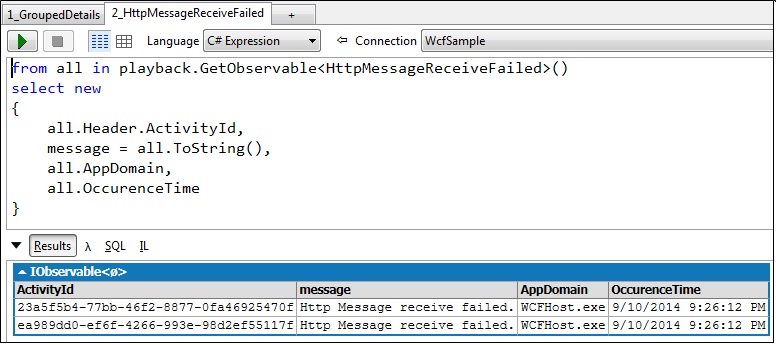 1_GroupedDetails 2_HttpMessageReceiveFailed +
Language C# Expression Connection WcfSample
from all in playback.GetObservable<HttpMessageReceiveFailed>()
select new
{
all.Header.ActivityId,
message = all.ToString(),
all.AppDomain,
all.OccurenceTime
}
Results λ SQL IL
IObservable<ø>
ActivityId message AppDomain OccurenceTime
23a5f5b4-77bb-46f2-8877-0fa46925470f Http Message receive failed. WCFHost.exe 9/10/2014 9:26:12 PM
ea989dd0-ef6f-4266-993e-98d2ef55117f Http Message receive failed. WCFHost.exe 9/10/2014 9:26:12 PM